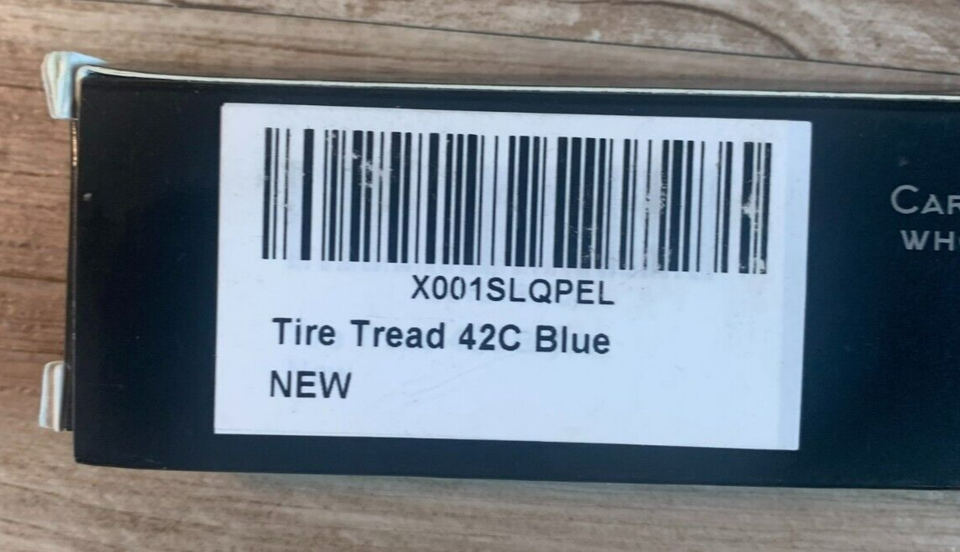 X001SLQPEL
Tire Tread 42C Blue
NEW